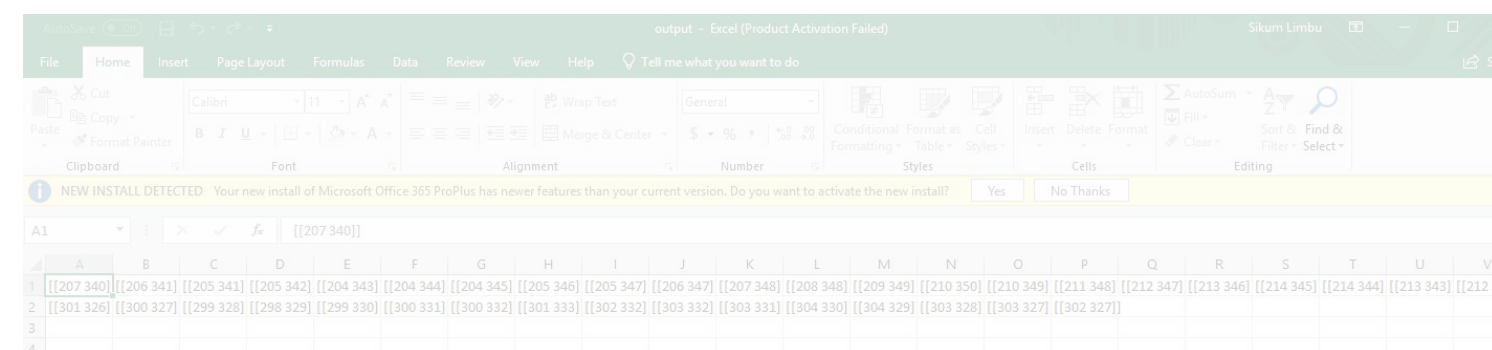 AutoSave On output - Excel (Product Activation Failed) Sikum Limbu
File Home Insert Page Layout Formulas Data Review View Help Tell me what you want to do
Cut
Copy
Format Painter
Paste
Calibri 11 A A
B I U A
Wrap Text
Merge & Center
General
$ % ,
Conditional Formatting
Format as Table
Cell Styles
Insert Delete Format
AutoSum
Fill
Clear
Sort & Filter
Find & Select
Clipboard Font Alignment Number Styles Cells Editing
NEW INSTALL DETECTED Your new install of Microsoft Office 365 ProPlus has newer features than your current version. Do you want to activate the new install? Yes No Thanks
A1 fx [[207 340]]
A B C D E F G H I J K L M N O P Q R S T U V
1 [[207 340] [[206 341] [[205 341] [[205 342] [[204 343] [[204 344] [[204 345] [[205 346] [[205 347] [[206 347] [[207 348] [[208 348] [[209 349] [[210 350] [[210 349] [[211 348] [[212 347] [[213 346] [[214 345] [[214 344] [[213 343] [[212
2 [[301 326] [[300 327] [[299 328] [[298 329] [[299 330] [[300 331] [[300 332] [[301 333] [[302 332] [[303 332] [[303 331] [[304 330] [[304 329] [[303 328] [[303 327] [[302 327]]
3
4